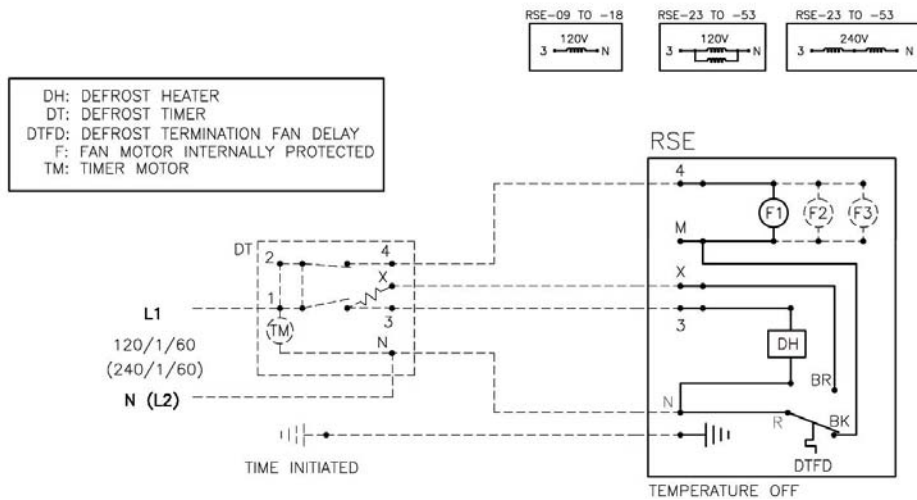 RSE-09 TO -18
120V
3 N
RSE-23 TO -53
120V
3 N
RSE-23 TO -53
240V
3 N
DH: DEFROST HEATER
DT: DEFROST TIMER
DTFD: DEFROST TERMINATION FAN DELAY
F: FAN MOTOR INTERNALLY PROTECTED
TM: TIMER MOTOR
RSE
4
F1 F2 F3
M
X
3
DH
BR
N
R
BK
DTFD
TEMPERATURE OFF
DT
2
4
X
1
3
TM
N
L1
120/1/60
(240/1/60)
N (L2)
TIME INITIATED